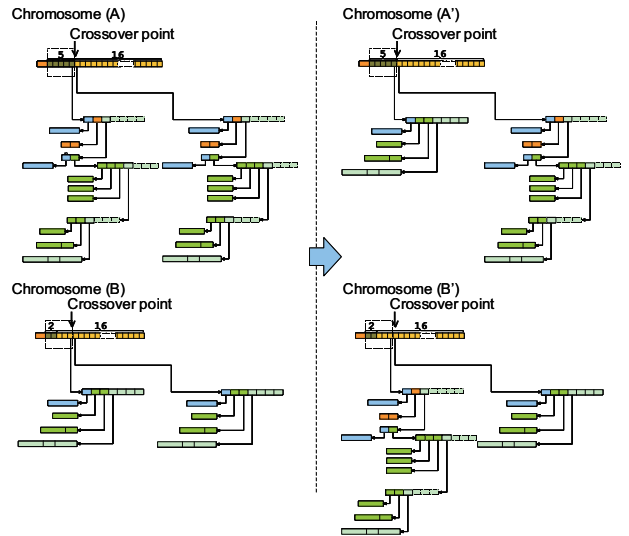 Chromosome (A)
Crossover point
5 16
Chromosome (A')
Crossover point
5 16
Chromosome (B)
Crossover point
2 16
Chromosome (B')
Crossover point
2 16